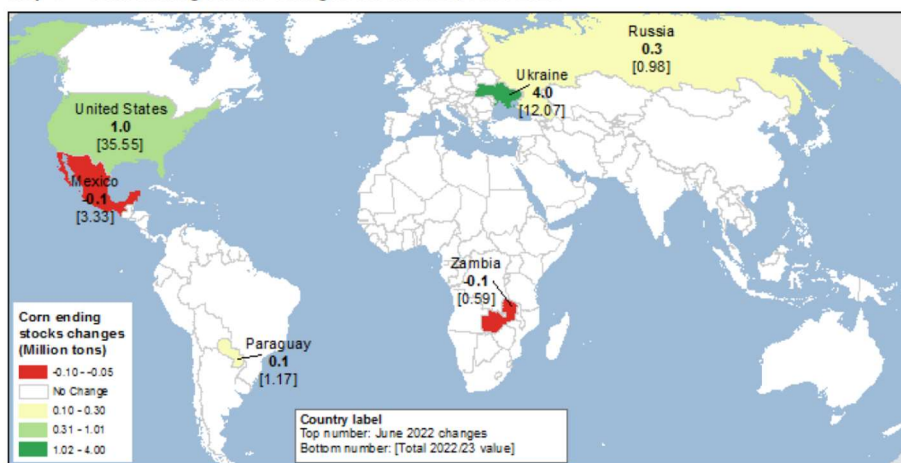 Russia
0.3
[0.98]
Ukraine
4.0
[12.07]
United States
1.0
[35.55]
Mexico
-0.1
[3.33]
Zambia
-0.1
[0.59]
Paraguay
0.1
[1.17]
Corn ending
stocks changes
(Million tons)
-0.10 - -0.05
No Change
0.10 - 0.30
0.31 - 1.01
1.02 - 4.00
Country label
Top number: June 2022 changes
Bottom number: [Total 2022/23 value]